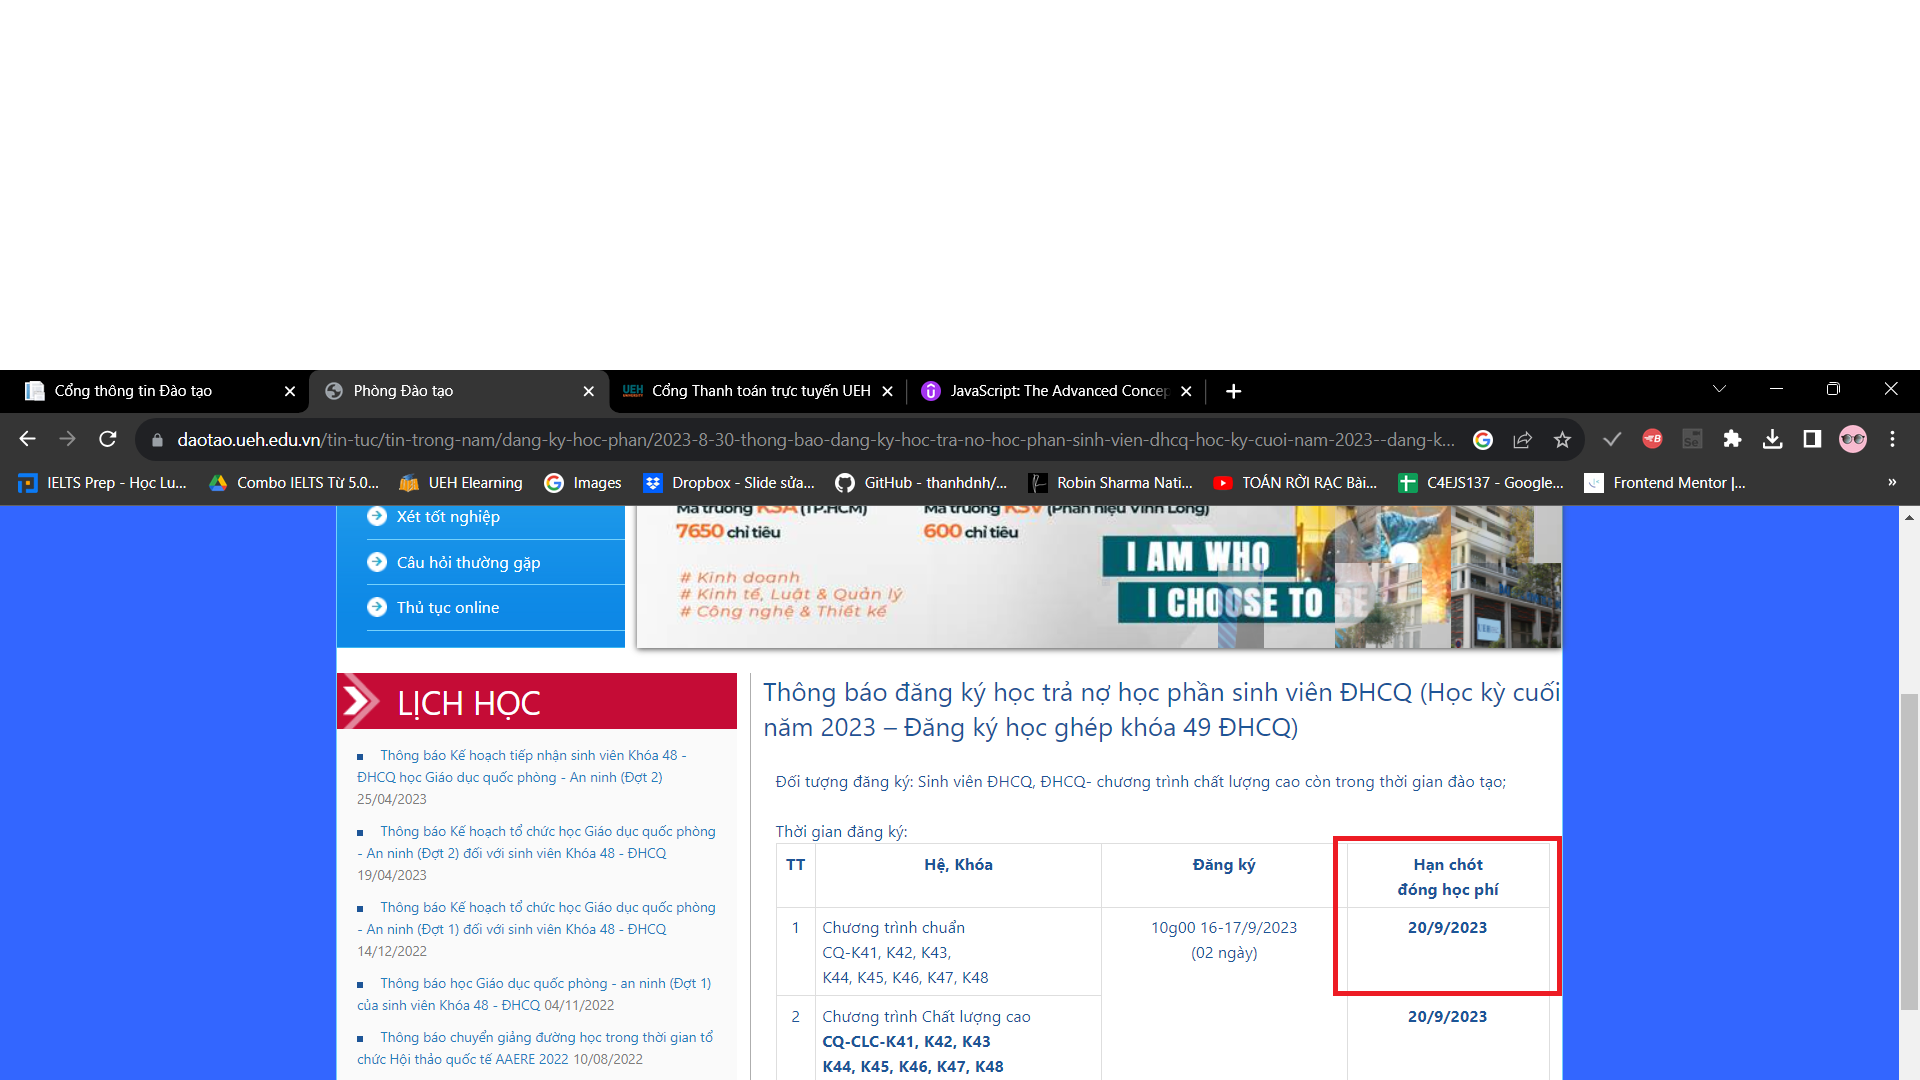 Cổng thông tin Đào tạo
Phòng Đào tạo
UEH
Cổng Thanh toán trực tuyến UEH
JavaScript: The Advanced Concep
daotao.ueh.edu.vn/tin-tuc/tin-trong-nam/dang-ky-hoc-phan/2023-8-30-thong-bao-dang-ky-hoc-tra-no-hoc-phan-sinh-vien-dhcq-hoc-ky-cuoi-nam-2023--dang-k...
IELTS Prep - Học Lu...
Combo IELTS Từ 5.0...
UEH Elearning
Images
Dropbox - Slide sửa...
GitHub - thanhdnh/...
Robin Sharma Nati...
TOÁN RỜI RẠC Bài...
C4EJS137 - Google...
Frontend Mentor |...
»
Xét tốt nghiệp
Câu hỏi thường gặp
Thủ tục online
Mã trường KSA (TP.HCM)
7650 chỉ tiêu
Mã trường KSV (Phân hiệu Vĩnh Long)
600 chỉ tiêu
# Kinh doanh
# Kinh tế, Luật & Quản lý
# Công nghệ & Thiết kế
I AM WHO
I CHOOSE TO BE
LỊCH HỌC
Thông báo Kế hoạch tiếp nhận sinh viên Khóa 48 -
ĐHCQ học Giáo dục quốc phòng - An ninh (Đợt 2)
25/04/2023
Thông báo Kế hoạch tổ chức học Giáo dục quốc phòng
- An ninh (Đợt 2) đối với sinh viên Khóa 48 - ĐHCQ
19/04/2023
Thông báo Kế hoạch tổ chức học Giáo dục quốc phòng
- An ninh (Đợt 1) đối với sinh viên Khóa 48 - ĐHCQ
14/12/2022
Thông báo học Giáo dục quốc phòng - an ninh (Đợt 1)
của sinh viên Khóa 48 - ĐHCQ 04/11/2022
Thông báo chuyển giảng đường học trong thời gian tổ
chức Hội thảo quốc tế AAERE 2022 10/08/2022
Thông báo đăng ký học trả nợ học phần sinh viên ĐHCQ (Học kỳ cuối
năm 2023 – Đăng ký học ghép khóa 49 ĐHCQ)
Đối tượng đăng ký: Sinh viên ĐHCQ, ĐHCQ- chương trình chất lượng cao còn trong thời gian đào tạo;
Thời gian đăng ký:
TT
Hệ, Khóa
Đăng ký
Hạn chót
đóng học phí
1
Chương trình chuẩn
CQ-K41, K42, K43,
K44, K45, K46, K47, K48
10g00 16-17/9/2023
(02 ngày)
20/9/2023
2
Chương trình Chất lượng cao
CQ-CLC-K41, K42, K43
K44, K45, K46, K47, K48
20/9/2023